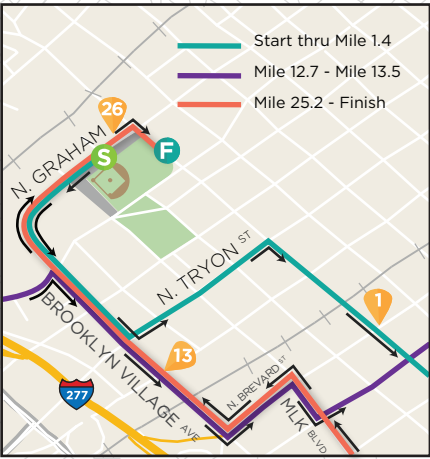 Start thru Mile 1.4
Mile 12.7 - Mile 13.5
Mile 25.2 - Finish
26
N. GRAHAM
S
F
N. TRYON ST
1
BROOKLYN VILLAGE AVE
13
N. BREVARD ST
MLK BLVD
277